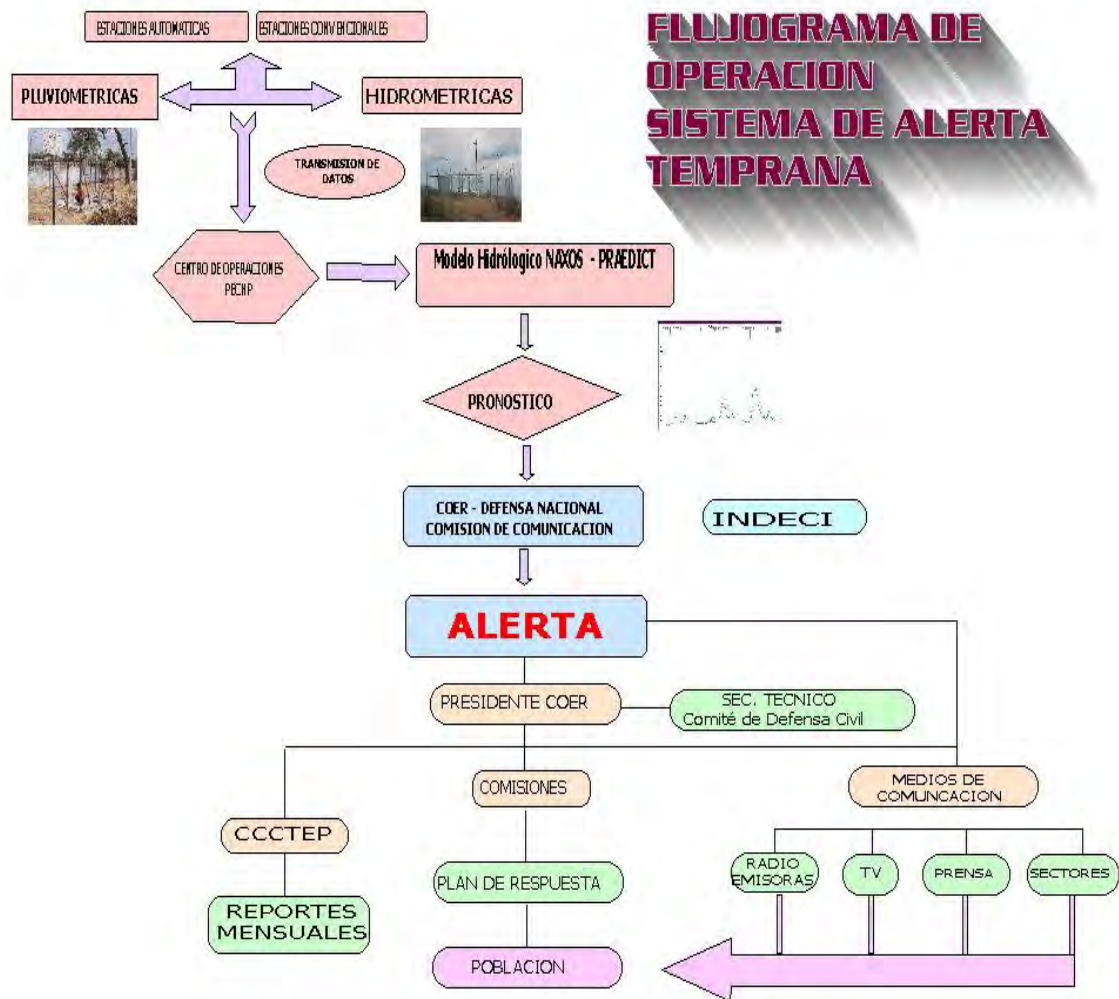 FLUJOGRAMA DE
OPERACION
SISTEMA DE ALERTA
TEMPRANA
ESTACIONES AUTOMATICAS
ESTACIONES CONVENCIONALES
PLUVIOMETRICAS
HIDROMETRICAS
TRANSMISION DE
DATOS
CENTRO DE OPERACIONES
PECHP
Modelo Hidrólogico NAXOS - PRAEDICT
PRONOSTICO
COER - DEFENSA NACIONAL
COMISION DE COMUNICACION
INDECI
ALERTA
PRESIDENTE COER
SEC. TECNICO
Comité de Defensa Civil
COMISIONES
MEDIOS DE
COMUNCACION
CCCTEP
RADIO
EMISORAS
TV
PRENSA
SECTORES
PLAN DE RESPUESTA
REPORTES
MENSUALES
POBLACION